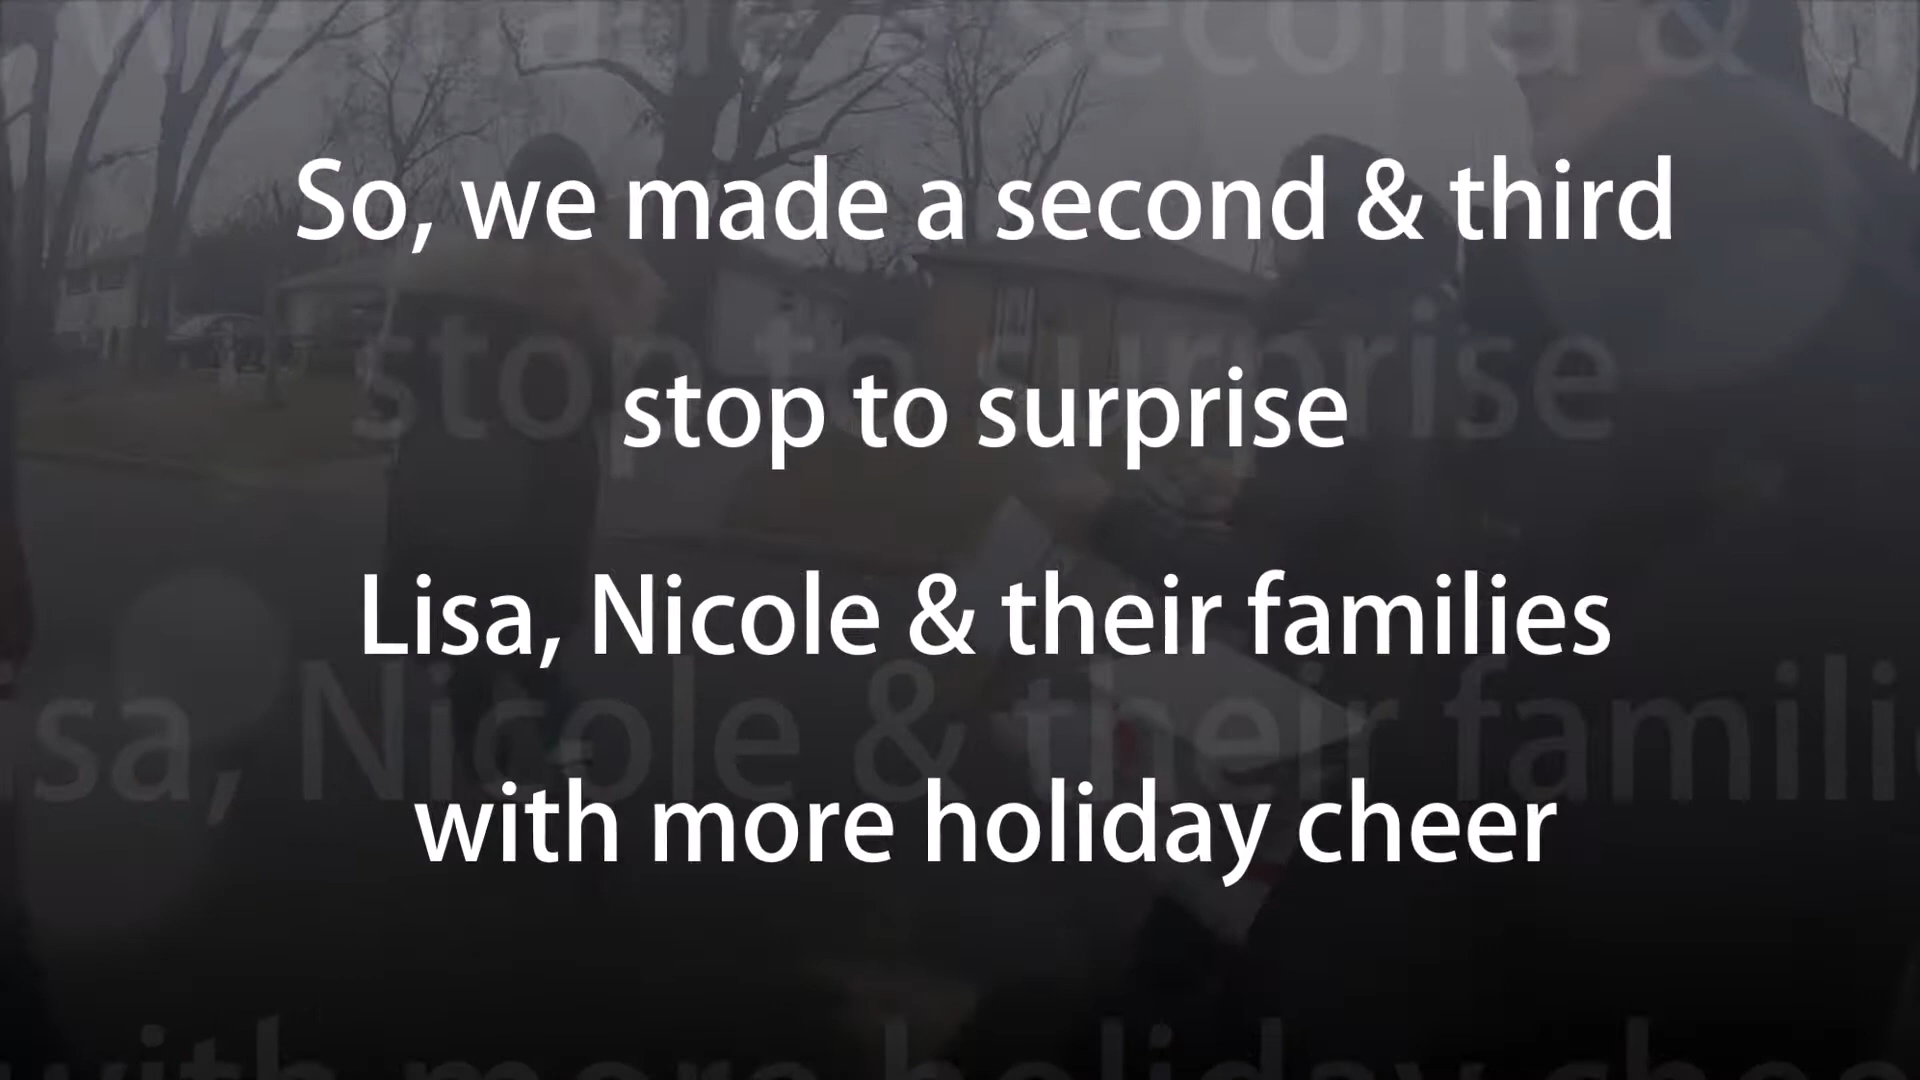 So, we made a second & third
stop to surprise
Lisa, Nicole & their families
with more holiday cheer